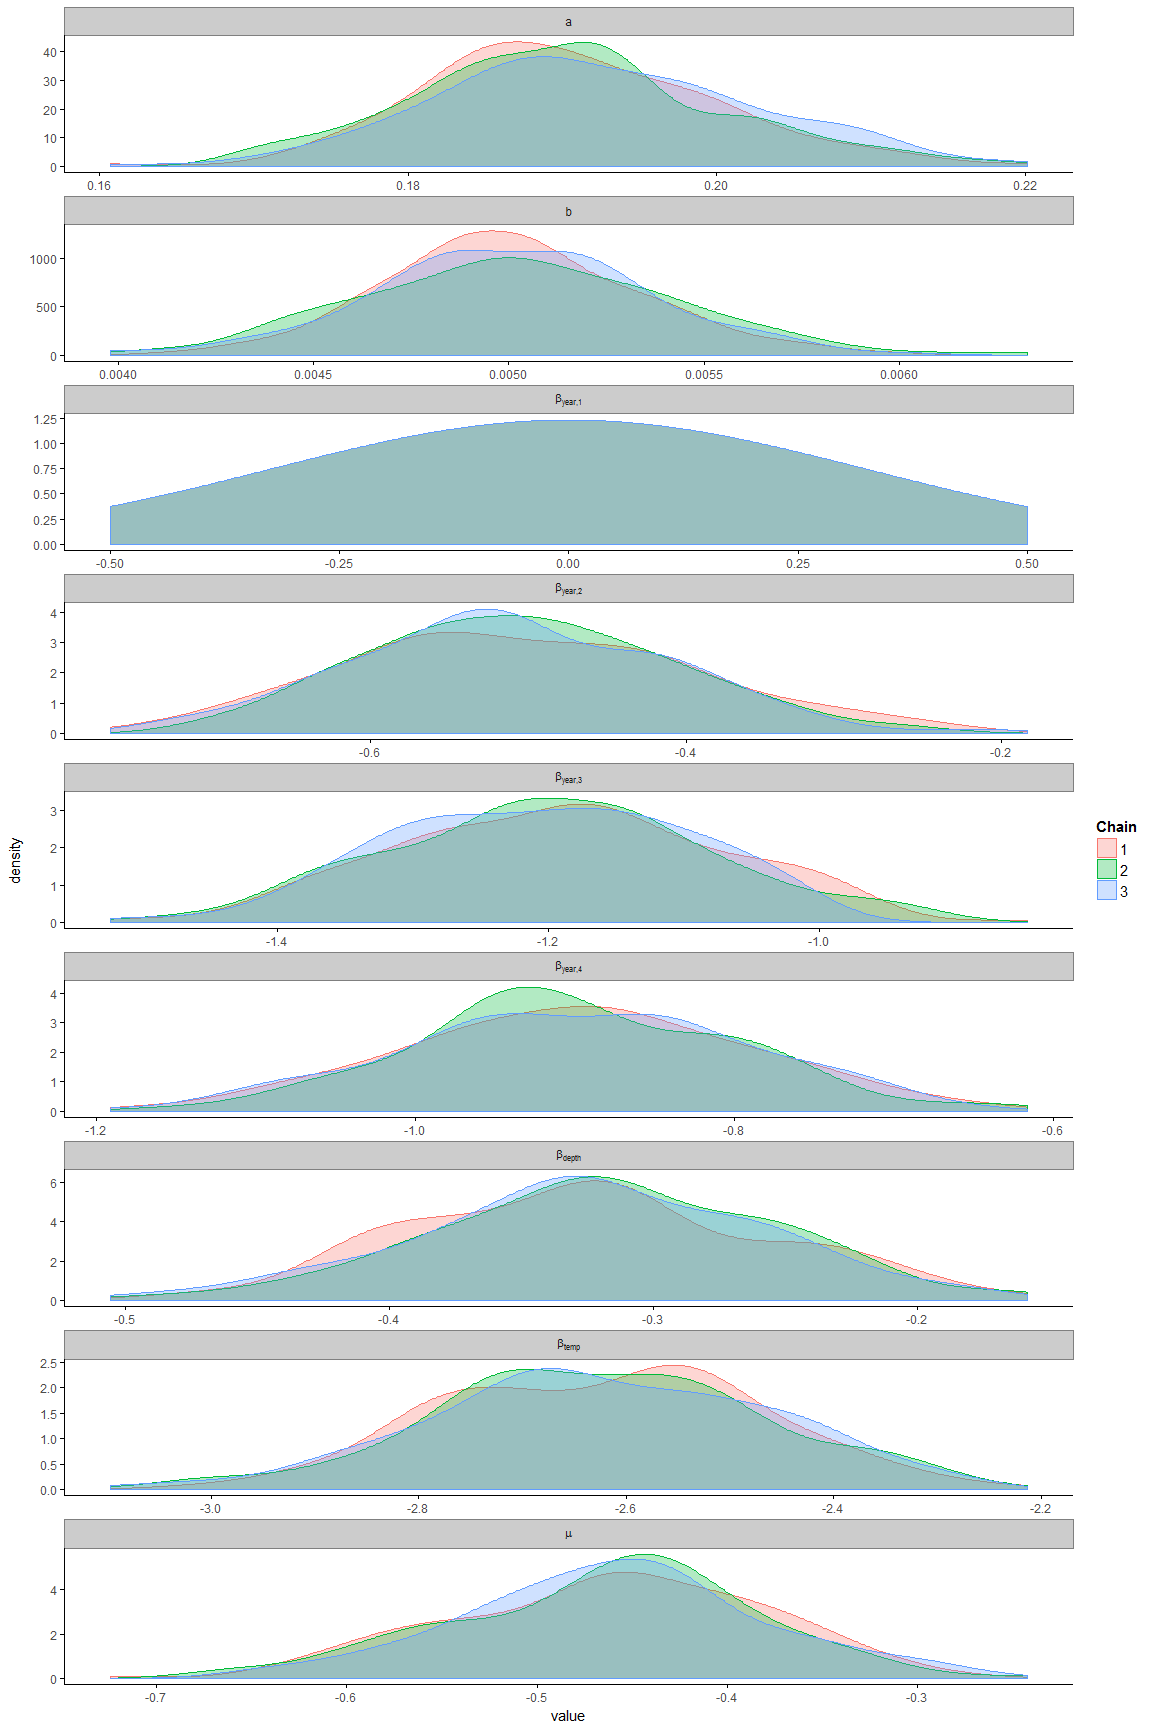 a
40
30
20
10
0
0.16 0.18 0.20 0.22
b
1000
500
0
0.0040 0.0045 0.0050 0.0055 0.0060
βyear,1
1.25
1.00
0.75
0.50
0.25
0.00
-0.50 -0.25 0.00 0.25 0.50
βyear,2
4
3
2
1
0
-0.6 -0.4 -0.2
βyear,3
3
2
1
0
-1.4 -1.2 -1.0
βyear,4
4
3
2
1
0
-1.2 -1.0 -0.8 -0.6
βdepth
6
4
2
0
-0.5 -0.4 -0.3 -0.2
βtemp
2.5
2.0
1.5
1.0
0.5
0.0
-3.0 -2.8 -2.6 -2.4 -2.2
μ
4
2
0
-0.7 -0.6 -0.5 -0.4 -0.3
value
density
Chain
1
2
3